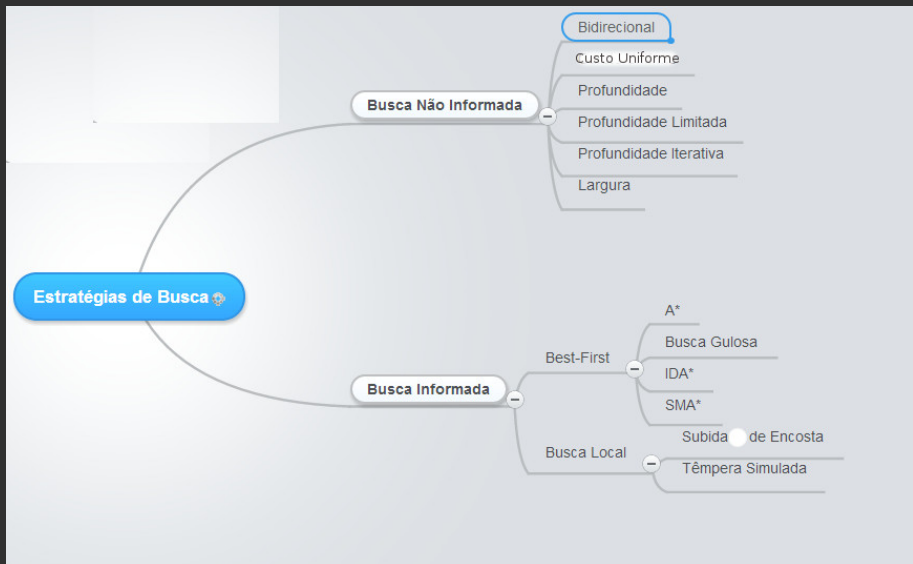 Bidirecional
Custo Uniforme
Busca Não Informada
Profundidade
Profundidade Limitada
Profundidade Iterativa
Largura
Estratégias de Busca
A*
Busca Gulosa
Best-First
IDA*
Busca Informada
SMA*
Subida de Encosta
Busca Local
Têmpera Simulada